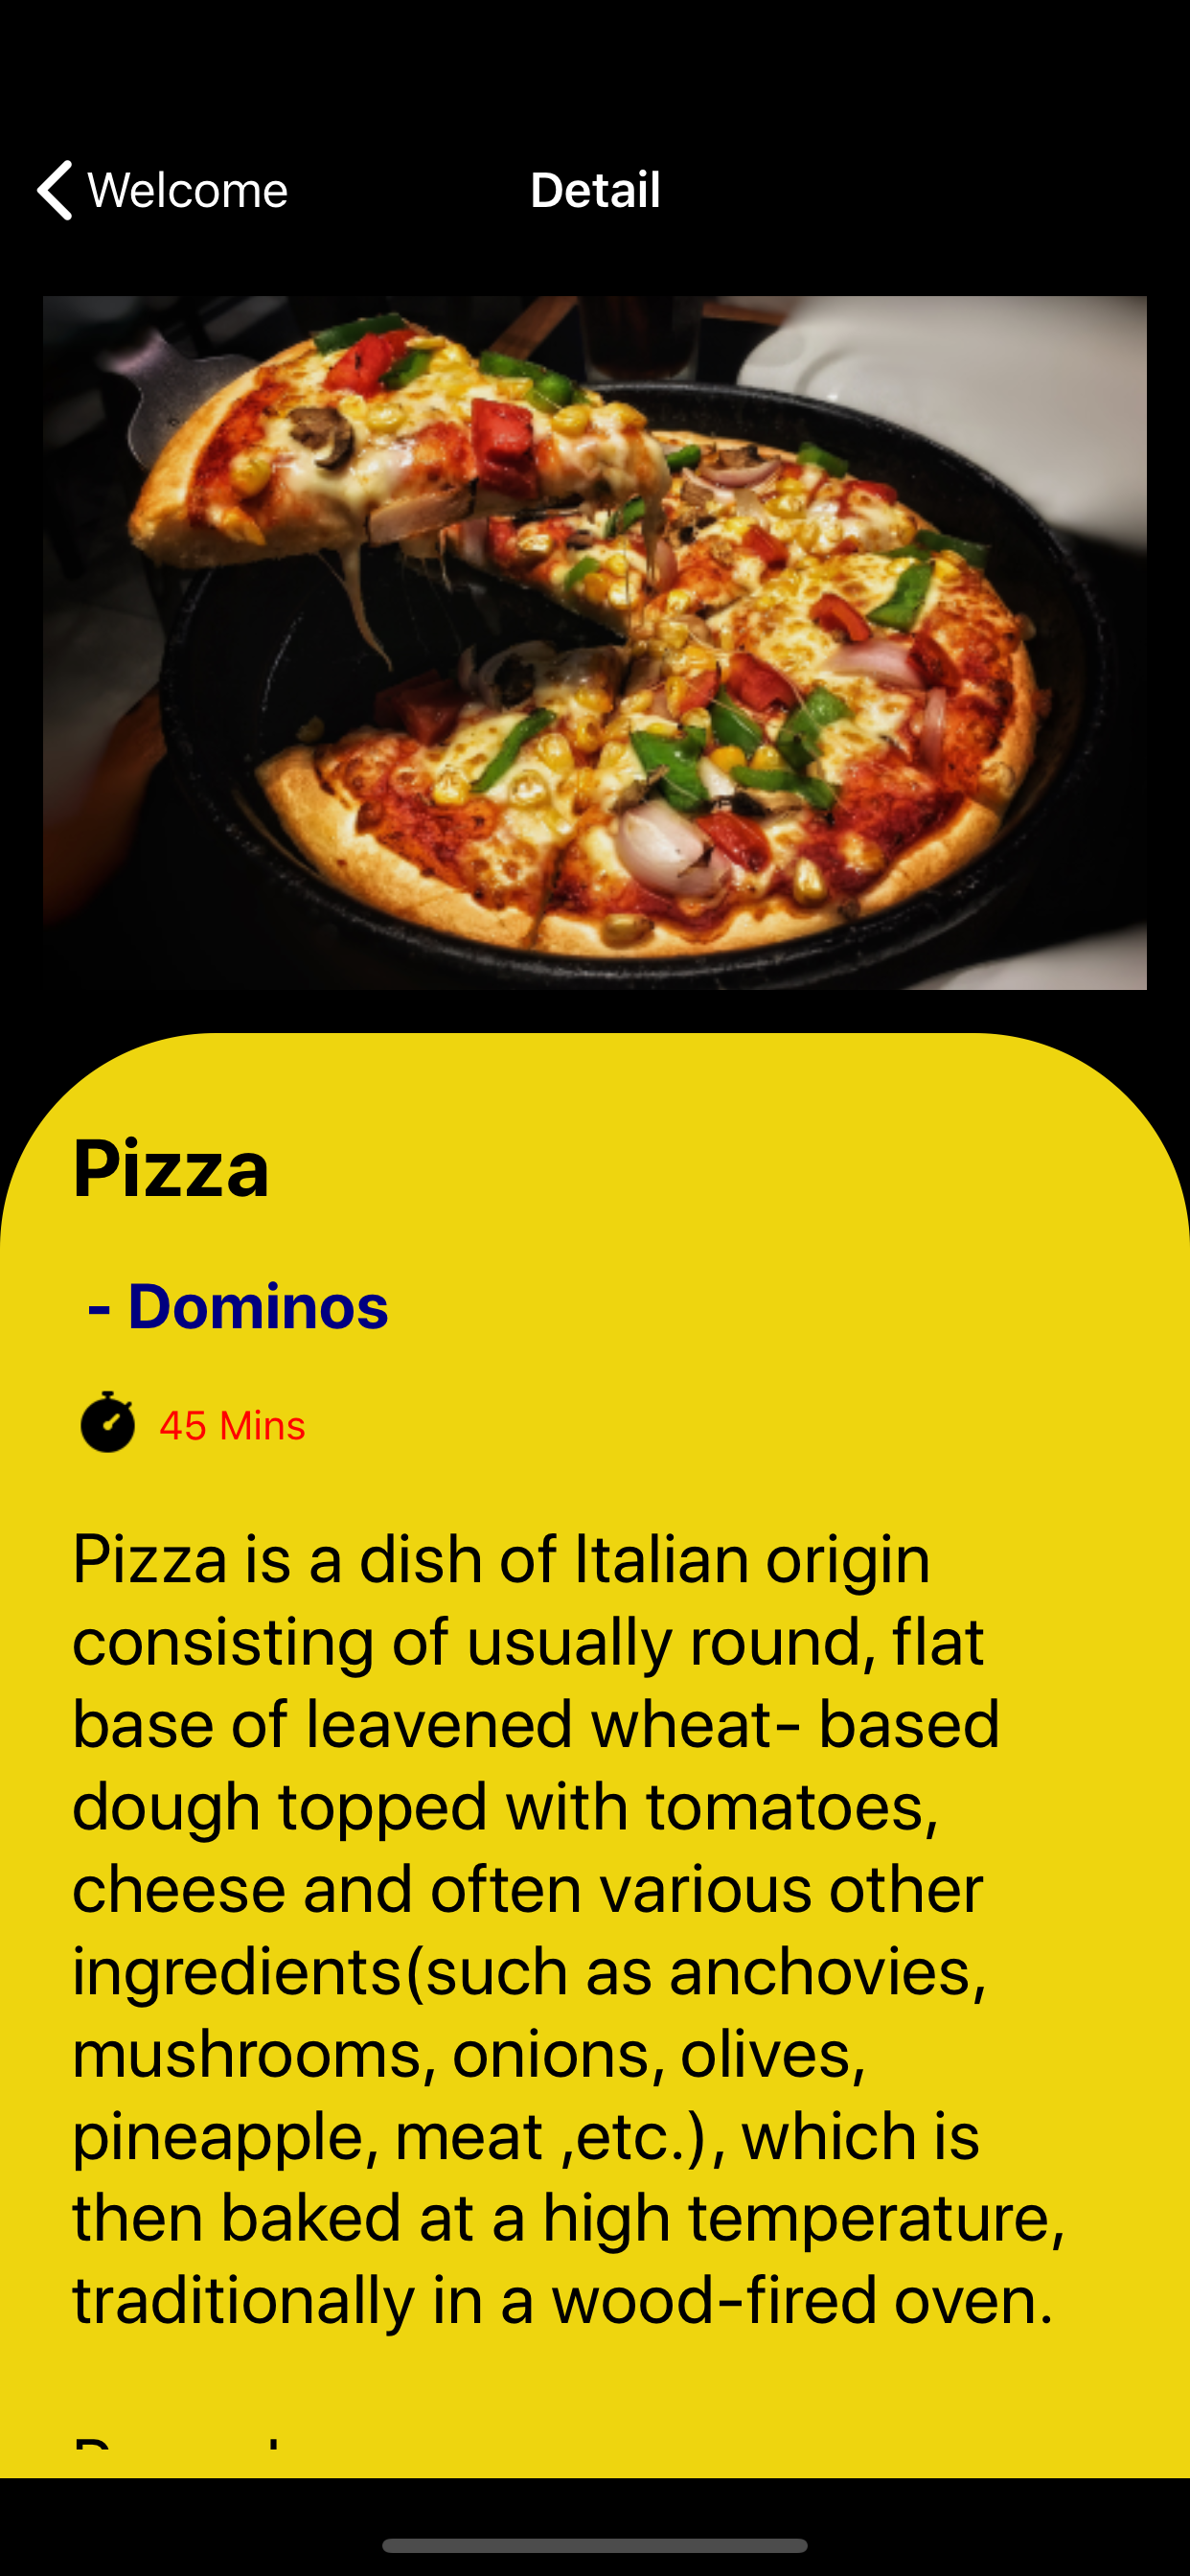 Welcome
Detail
Pizza
- Dominos
45 Mins
Pizza is a dish of Italian origin
consisting of usually round, flat
base of leavened wheat- based
dough topped with tomatoes,
cheese and often various other
ingredients(such as anchovies,
mushrooms, onions, olives,
pineapple, meat ,etc.), which is
then baked at a high temperature,
traditionally in a wood-fired oven.